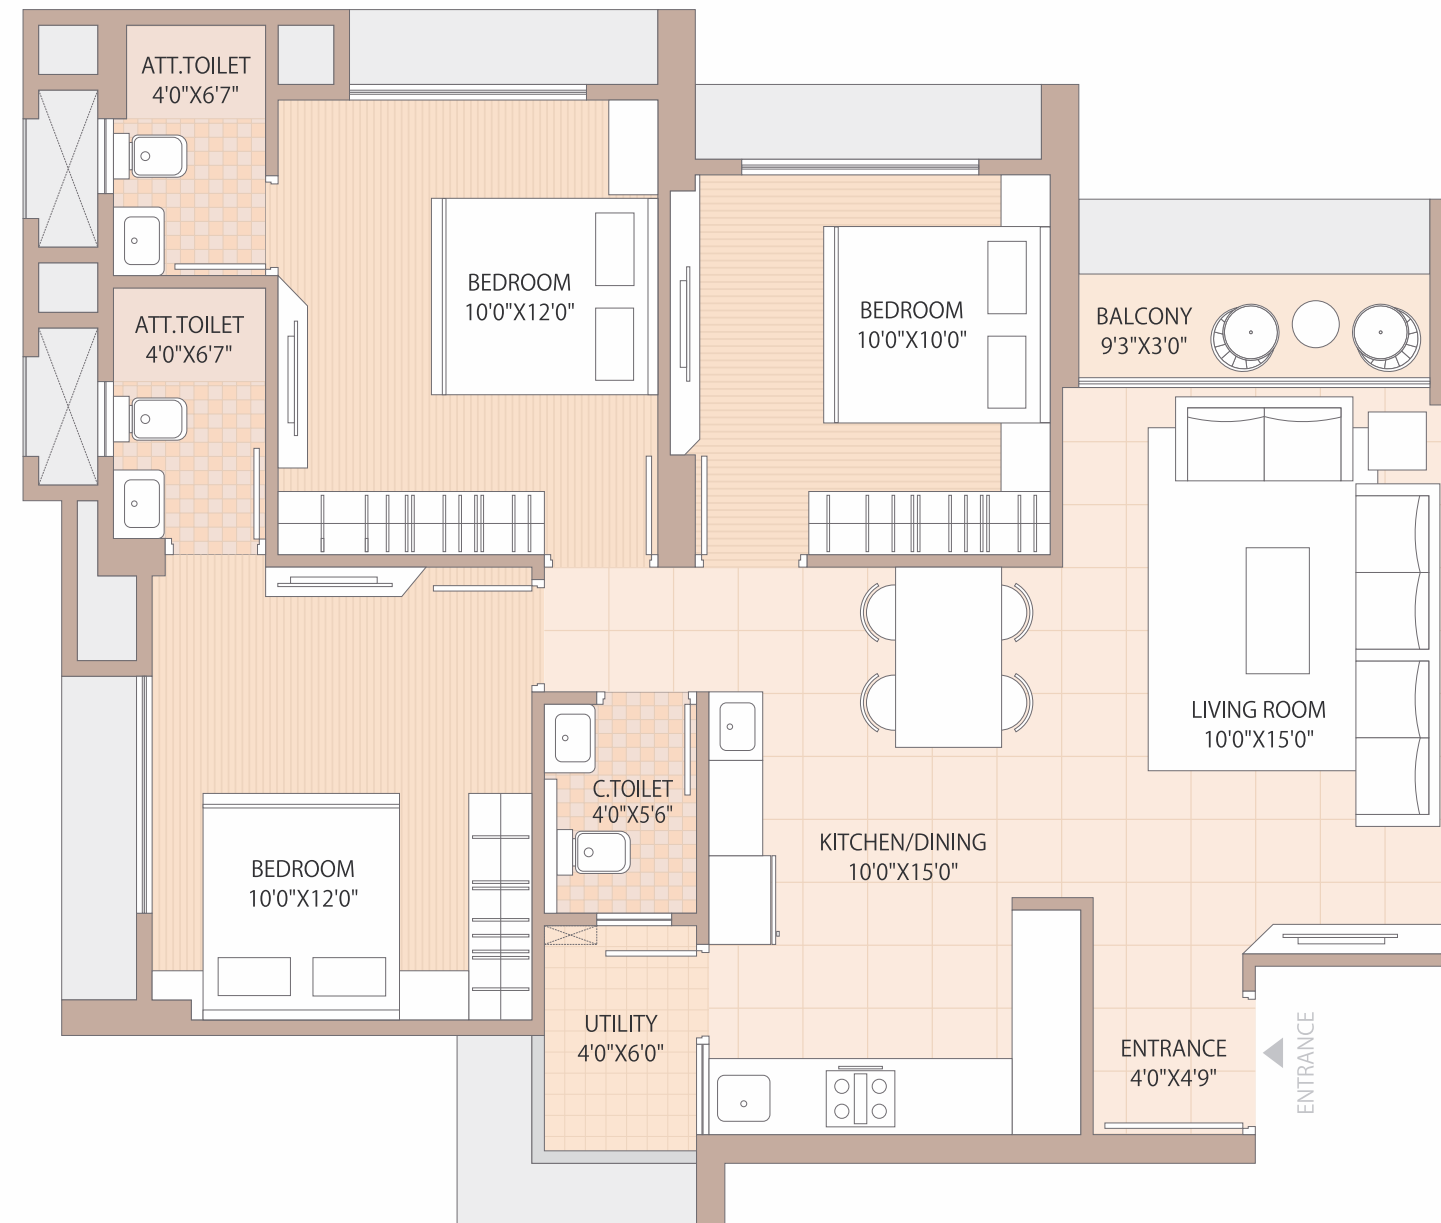 ATT.TOILET
4'0"X6'7"
BEDROOM
10'0"X12'0"
BEDROOM
10'0"X10'0"
BALCONY
9'3"X3'0"
ATT.TOILET
4'0"X6'7"
LIVING ROOM
10'0"X15'0"
C.TOILET
4'0"X5'6"
KITCHEN/DINING
10'0"X15'0"
BEDROOM
10'0"X12'0"
UTILITY
4'0"X6'0"
ENTRANCE
4'0"X4'9"
ENTRANCE